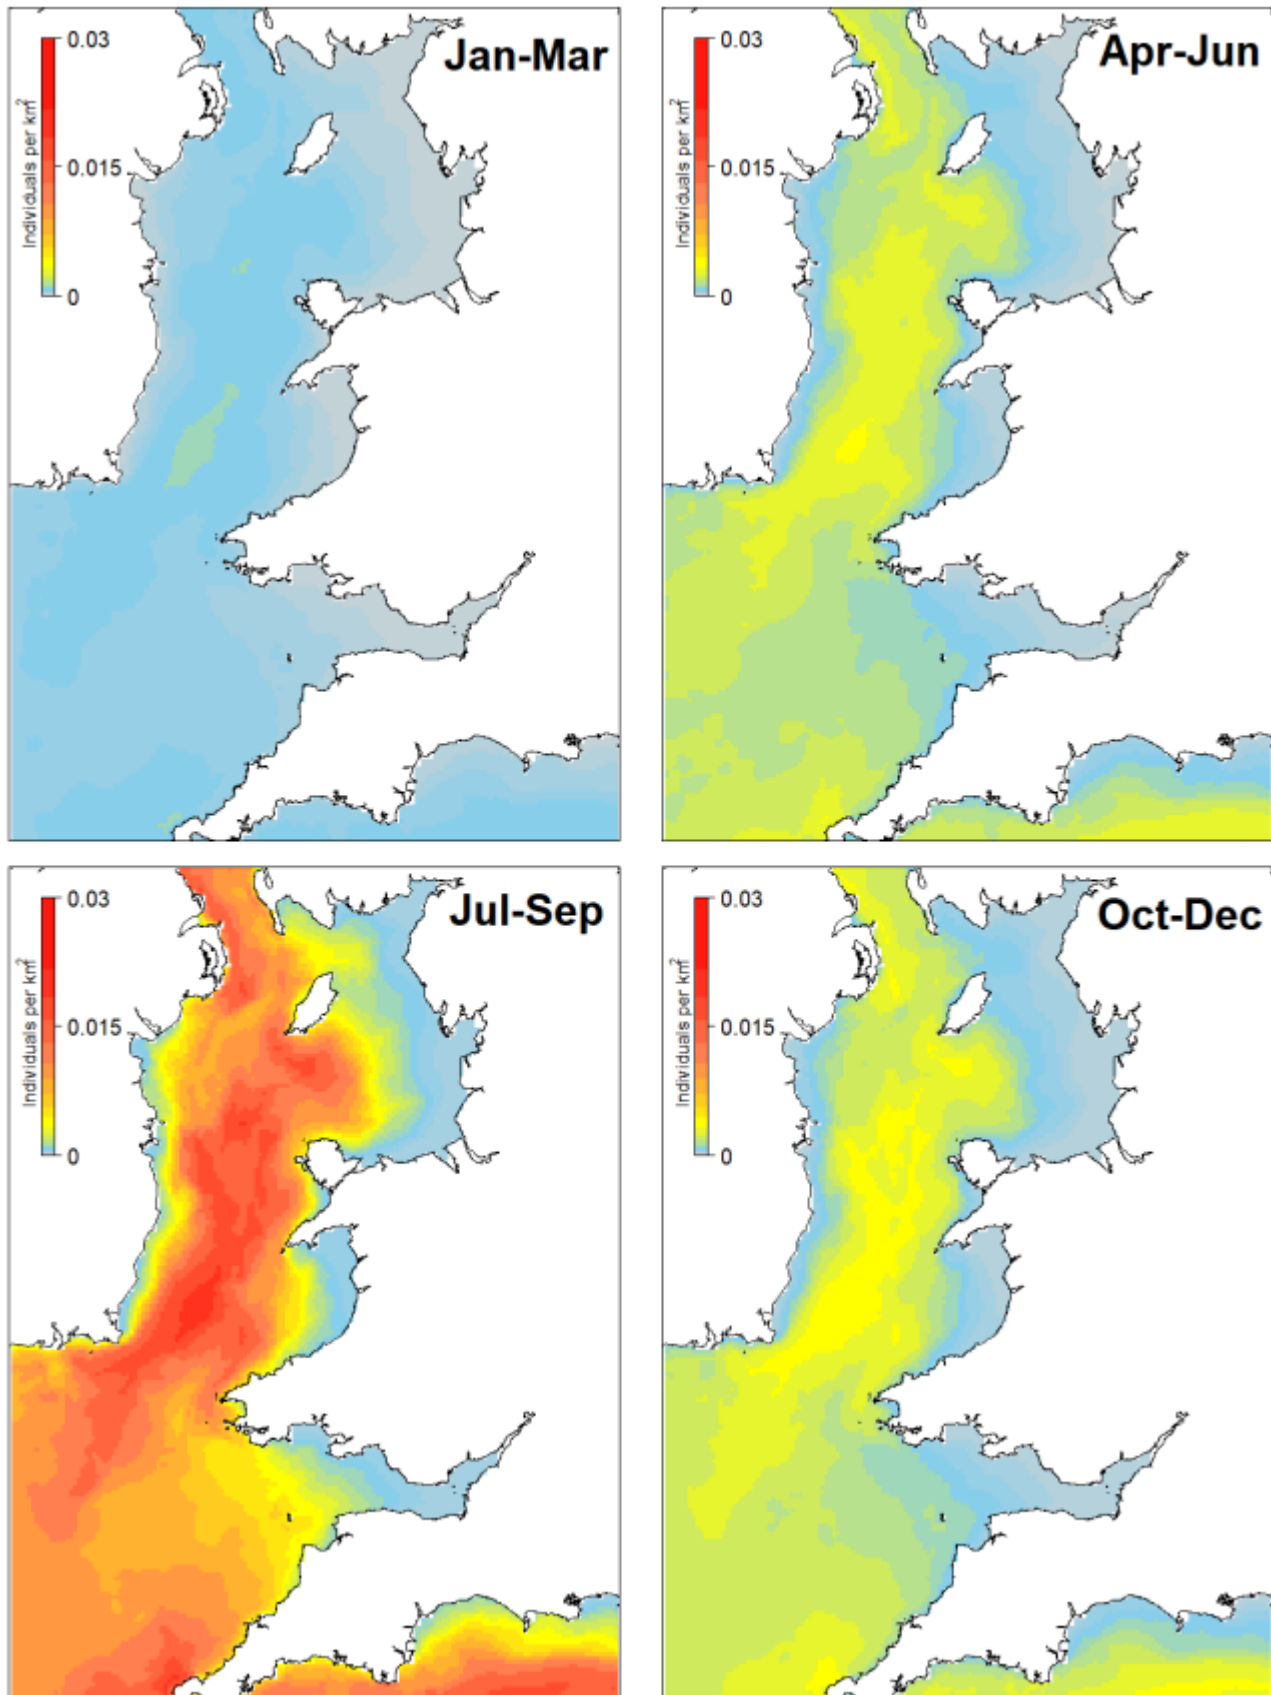 Jan-Mar
0.03
0.015
0
Individuals per km²
Apr-Jun
0.03
0.015
0
Individuals per km²
Jul-Sep
0.03
0.015
0
Individuals per km²
Oct-Dec
0.03
0.015
0
Individuals per km²